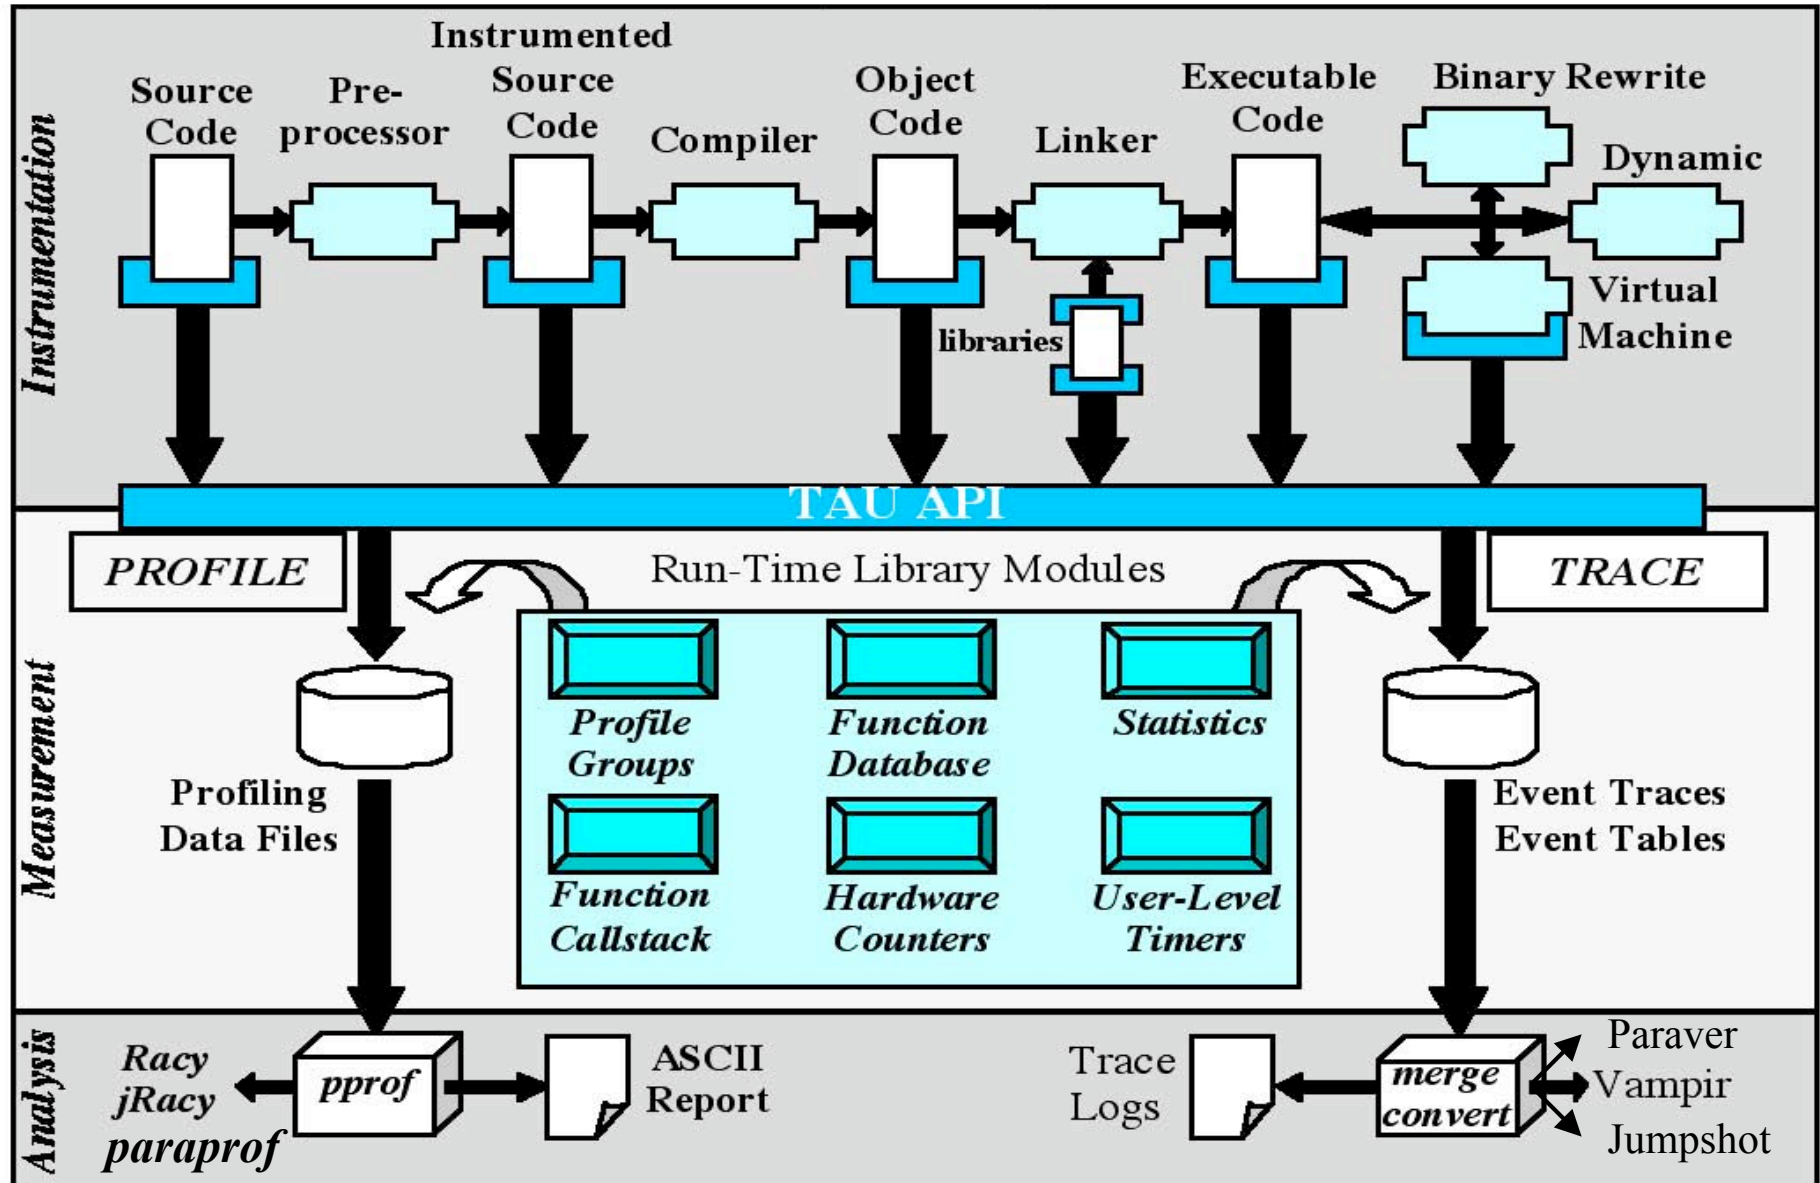 Instrumentation
Source
Code
Pre-
processor
Instrumented
Source
Code
Compiler
Object
Code
Linker
libraries
Executable
Code
Binary Rewrite
Dynamic
Virtual
Machine
TAU API
Measurement
PROFILE
Run-Time Library Modules
TRACE
Profile
Groups
Function
Database
Statistics
Function
Callstack
Hardware
Counters
User-Level
Timers
Profiling
Data Files
Event Traces
Event Tables
Analysis
Racy
jRacy
paraprof
pprof
ASCII
Report
Trace
Logs
merge
convert
Paraver
Vampir
Jumpshot